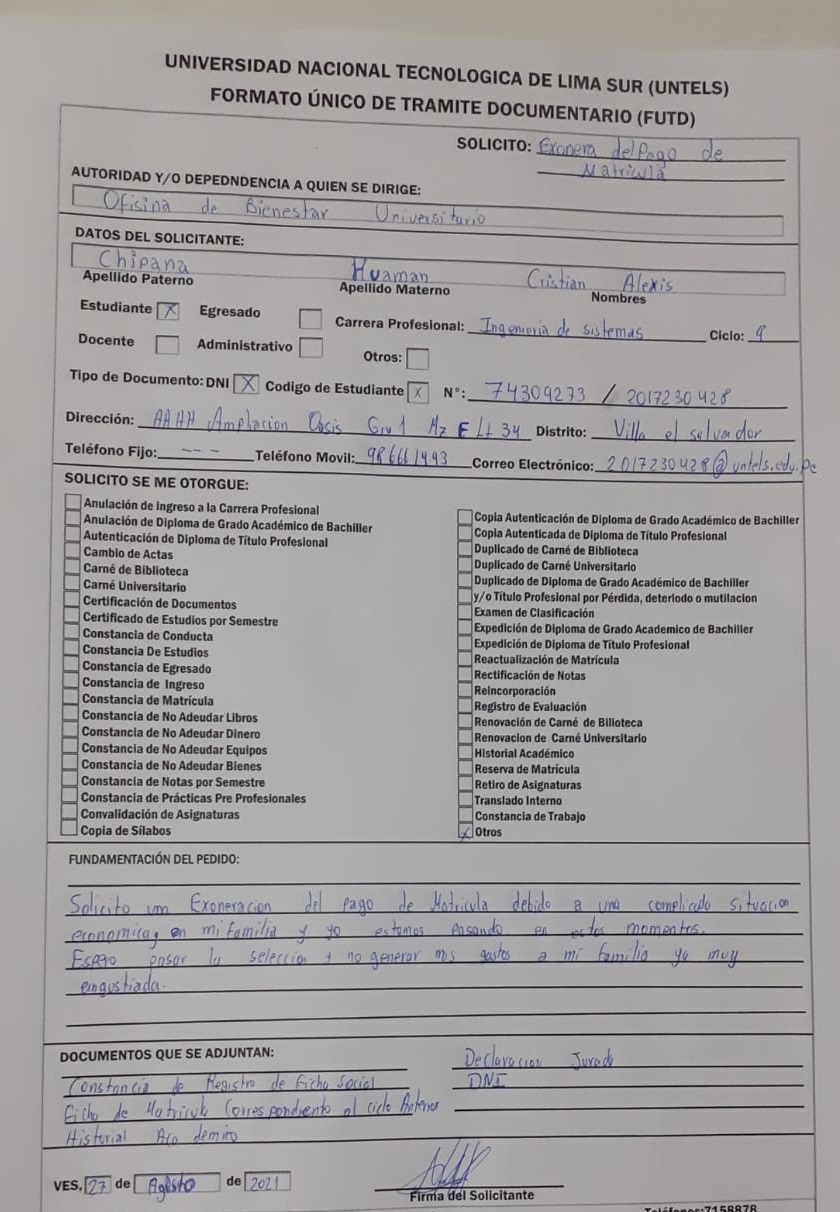 UNIVERSIDAD NACIONAL TECNOLOGICA DE LIMA SUR (UNTELS)
FORMATO ÚNICO DE TRAMITE DOCUMENTARIO (FUTD)
SOLICITO: Exonera del Pago de
Matricula
AUTORIDAD Y/O DEPEDNDENCIA A QUIEN SE DIRIGE:
Ofisina de Bienestar Universitario
DATOS DEL SOLICITANTE:
Chipana Huaman Cristian Alexis
Apellido Paterno Apellido Materno Nombres
Estudiante X Egresado Carrera Profesional: Ingenieria de sistemas Ciclo: 9
Docente Administrativo Otros:
Tipo de Documento: DNI X Codigo de Estudiante X N°: 74309273 / 2017230428
Dirección: AAHH Ampliacion Oasis Gru 1 Mz E Lt 34 Distrito: Villa el salvador
Teléfono Fijo: --- Teléfono Movil: 986661493 Correo Electrónico: 2017230428@untels.edu.pe
SOLICITO SE ME OTORGUE:
Anulación de ingreso a la Carrera Profesional
Anulación de Diploma de Grado Académico de Bachiller
Autenticación de Diploma de Título Profesional
Cambio de Actas
Carné de Biblioteca
Carné Universitario
Certificación de Documentos
Certificado de Estudios por Semestre
Constancia de Conducta
Constancia De Estudios
Constancia de Egresado
Constancia de Ingreso
Constancia de Matrícula
Constancia de No Adeudar Libros
Constancia de No Adeudar Dinero
Constancia de No Adeudar Equipos
Constancia de No Adeudar Bienes
Constancia de Notas por Semestre
Constancia de Prácticas Pre Profesionales
Convalidación de Asignaturas
Copia de Sílabos
Copia Autenticación de Diploma de Grado Académico de Bachiller
Copia Autenticada de Diploma de Título Profesional
Duplicado de Carné de Biblioteca
Duplicado de Carné Universitario
Duplicado de Diploma de Grado Académico de Bachiller
y/o Título Profesional por Pérdida, deteriodo o mutilacion
Examen de Clasificación
Expedición de Diploma de Grado Academico de Bachiller
Expedición de Diploma de Título Profesional
Reactualización de Matrícula
Rectificación de Notas
Reincorporación
Registro de Evaluación
Renovación de Carné de Bilioteca
Renovacion de Carné Universitario
Historial Académico
Reserva de Matrícula
Retiro de Asignaturas
Translado Interno
Constancia de Trabajo
X Otros
FUNDAMENTACIÓN DEL PEDIDO:
Solicito un Exoneracion del pago de Matricula debido a una complicada situacion
economica, en mi familia y yo estamos pasando en estos momentos.
Espero pasar la seleccion y no generar mas gastos a mi familia ya muy
angustiada.
DOCUMENTOS QUE SE ADJUNTAN:
Constancia de Registro de Ficha Social
Ficha de Matricula Correspondiente al ciclo Anterior
Historial Academico
Declaracion Jurada
DNI
VES, 27 de Agosto de 2021
Firma del Solicitante
Teléfonos:7158878